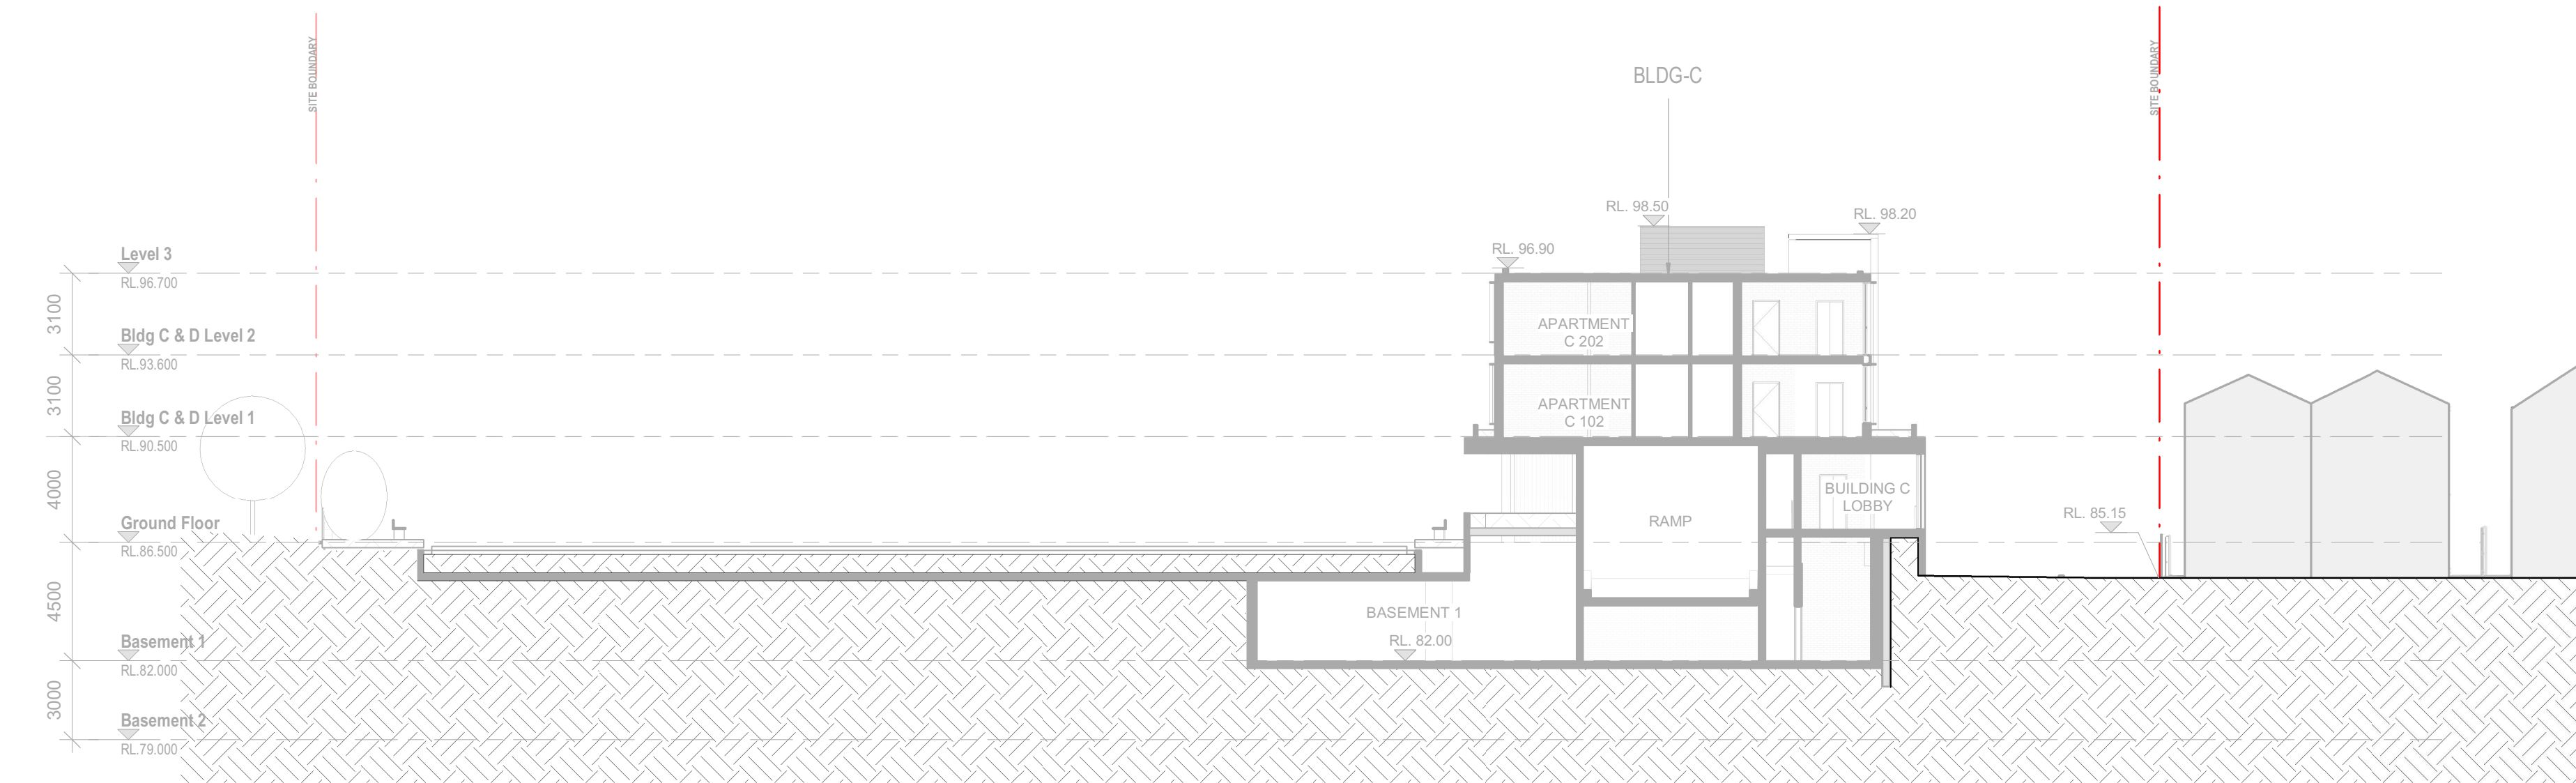 SITE BOUNDARY
SITE BOUNDARY
BLDG-C
RL. 98.50
RL. 98.20
RL. 96.90
Level 3
RL.96.700
3100
Bldg C & D Level 2
RL.93.600
APARTMENT
C 202
3100
APARTMENT
C 102
Bldg C & D Level 1
RL.90.500
4000
BUILDING C
LOBBY
RAMP
RL. 85.15
Ground Floor
RL.86.500
4500
BASEMENT 1
RL. 82.00
Basement 1
RL.82.000
3000
Basement 2
RL.79.000